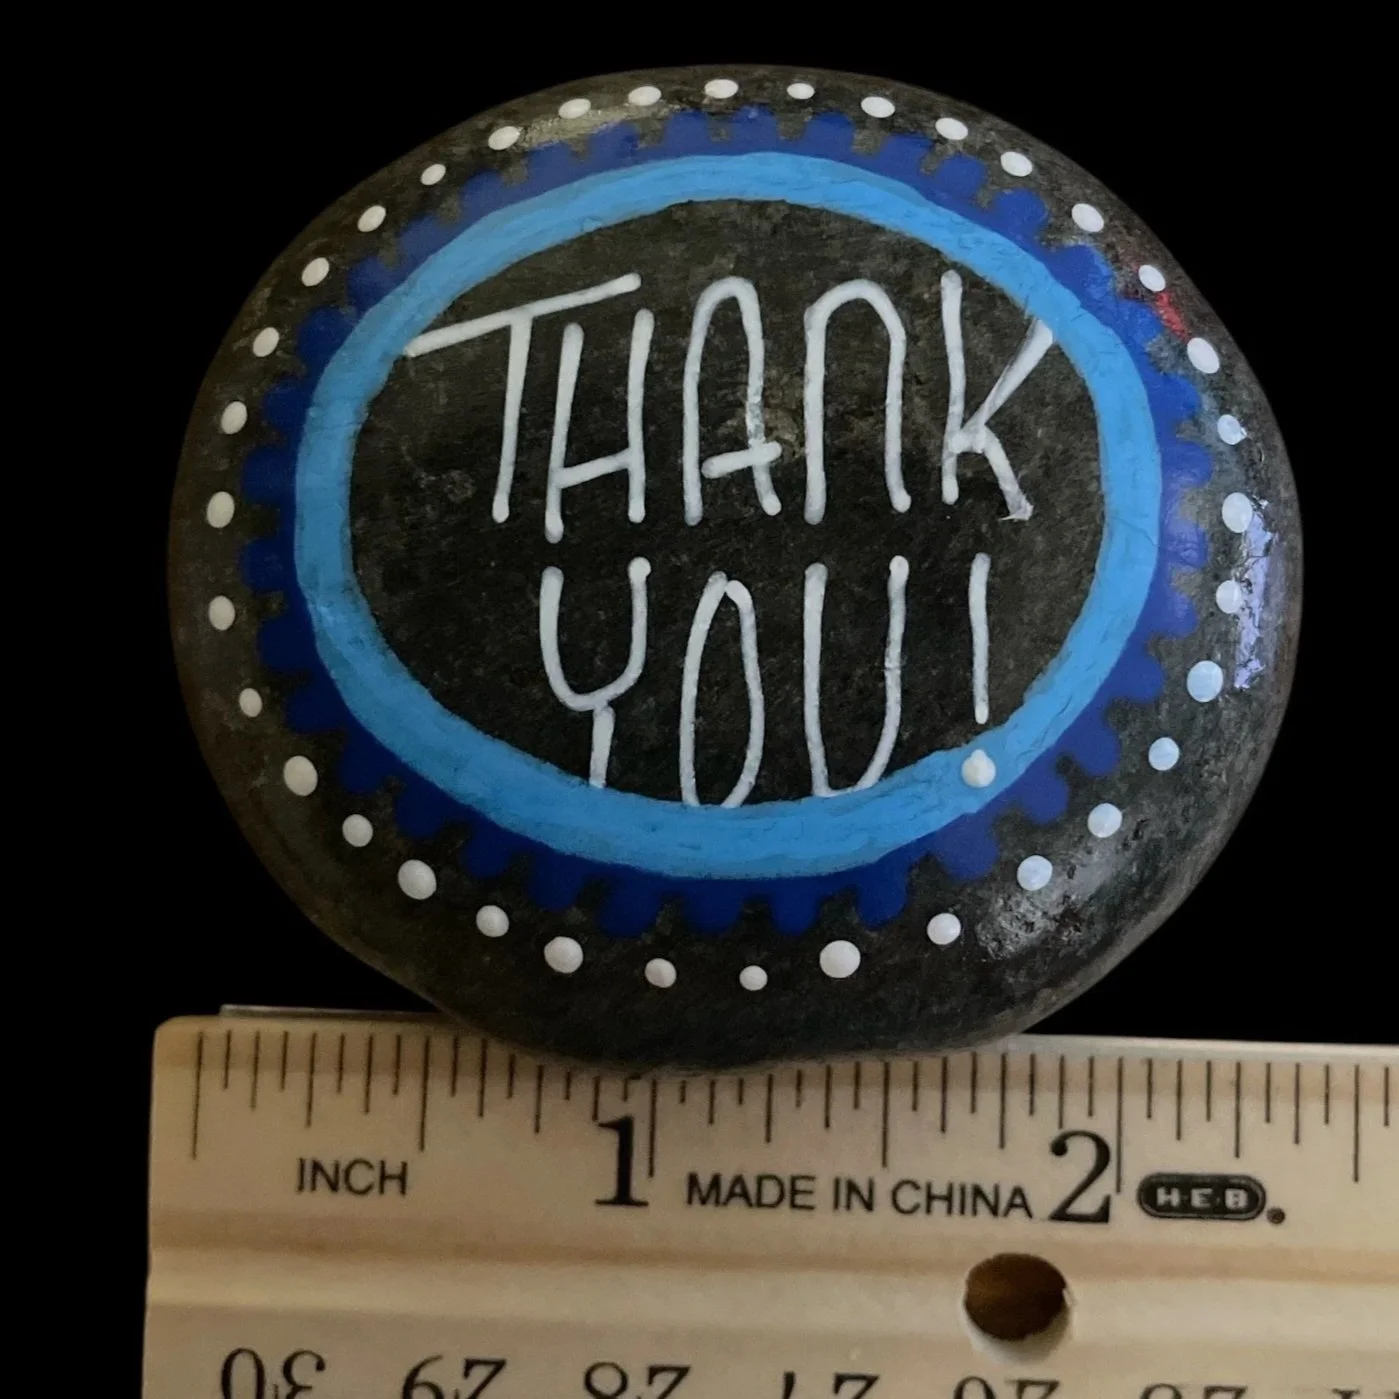 THANK
YOU!
INCH 1 MADE IN CHINA 2 H-E-B
30 29 28 27 26